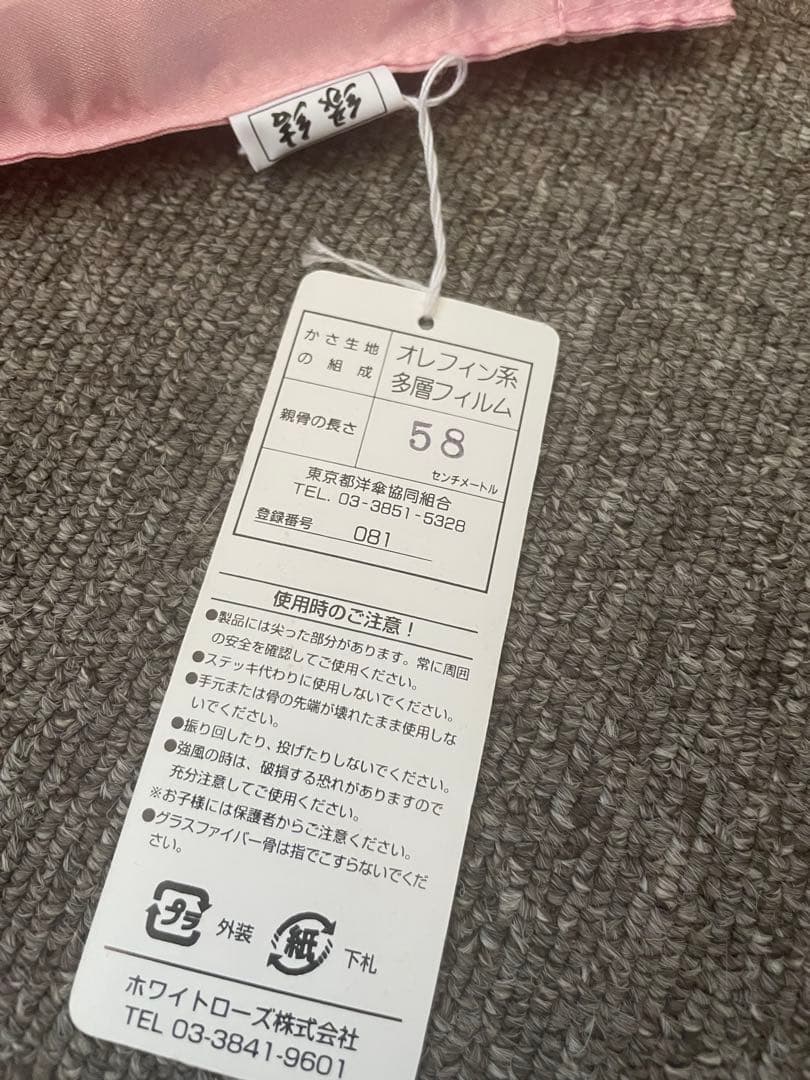 縁結
かさ生地
の組成
オレフィン系
多層フィルム
親骨の長さ
58
センチメートル
東京都洋傘協同組合
TEL. 03-3851-5328
登録番号 081
使用時のご注意!
●製品には尖った部分があります。常に周囲
の安全を確認してご使用ください。
●ステッキ代わりに使用しないでください。
●手元または骨の先端が壊れたまま使用しな
いでください。
●振り回したり、投げたりしないでください。
●強風の時は、破損する恐れがありますので
充分注意してご使用ください。
※お子様には保護者からご注意ください。
●グラスファイバー骨は指でこすらないでくだ
さい。
プラ 外装 紙 下札
ホワイトローズ株式会社
TEL 03-3841-9601